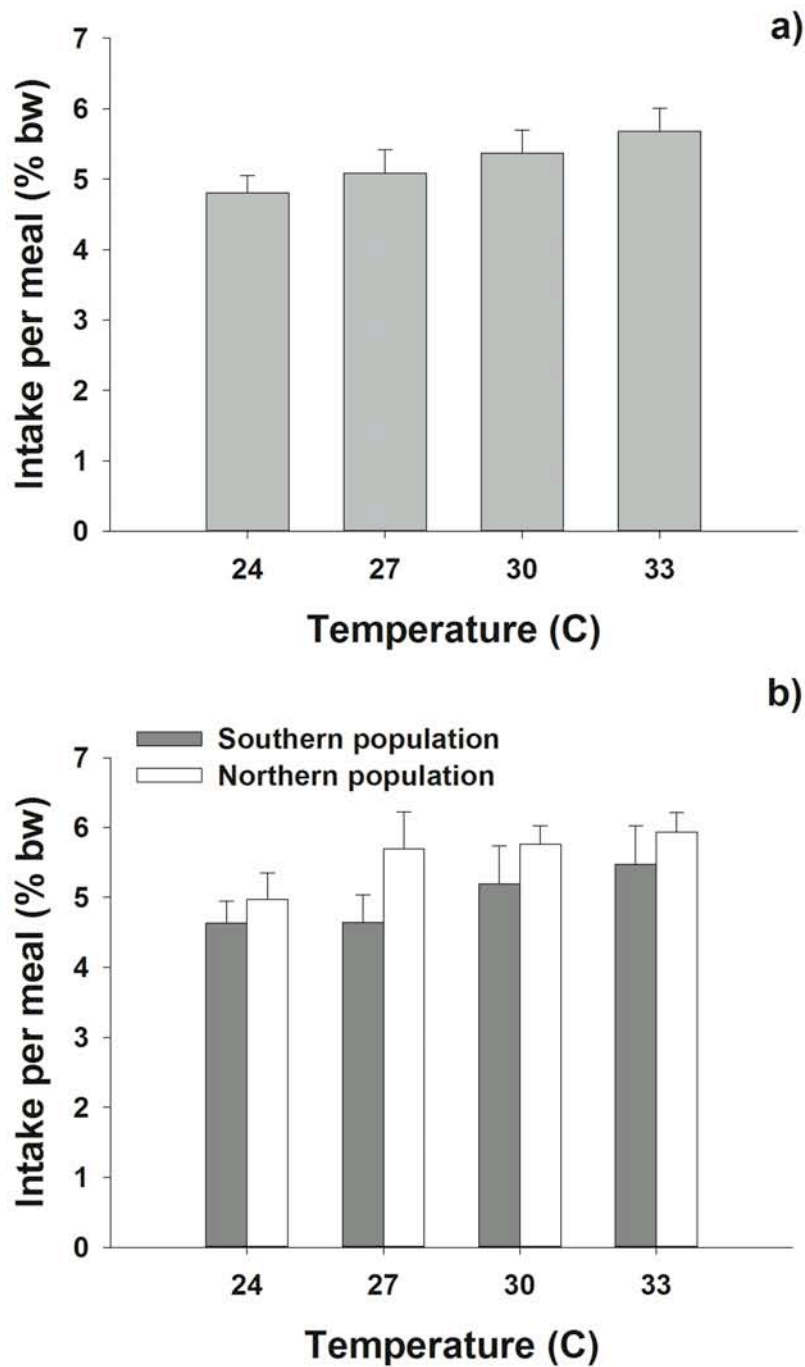 a)
7
6
5
4
3
2
1
0
Intake per meal (% bw)
24 27 30 33
Temperature (C)
b)
Southern population
Northern population
7
6
5
4
3
2
1
0
Intake per meal (% bw)
24 27 30 33
Temperature (C)